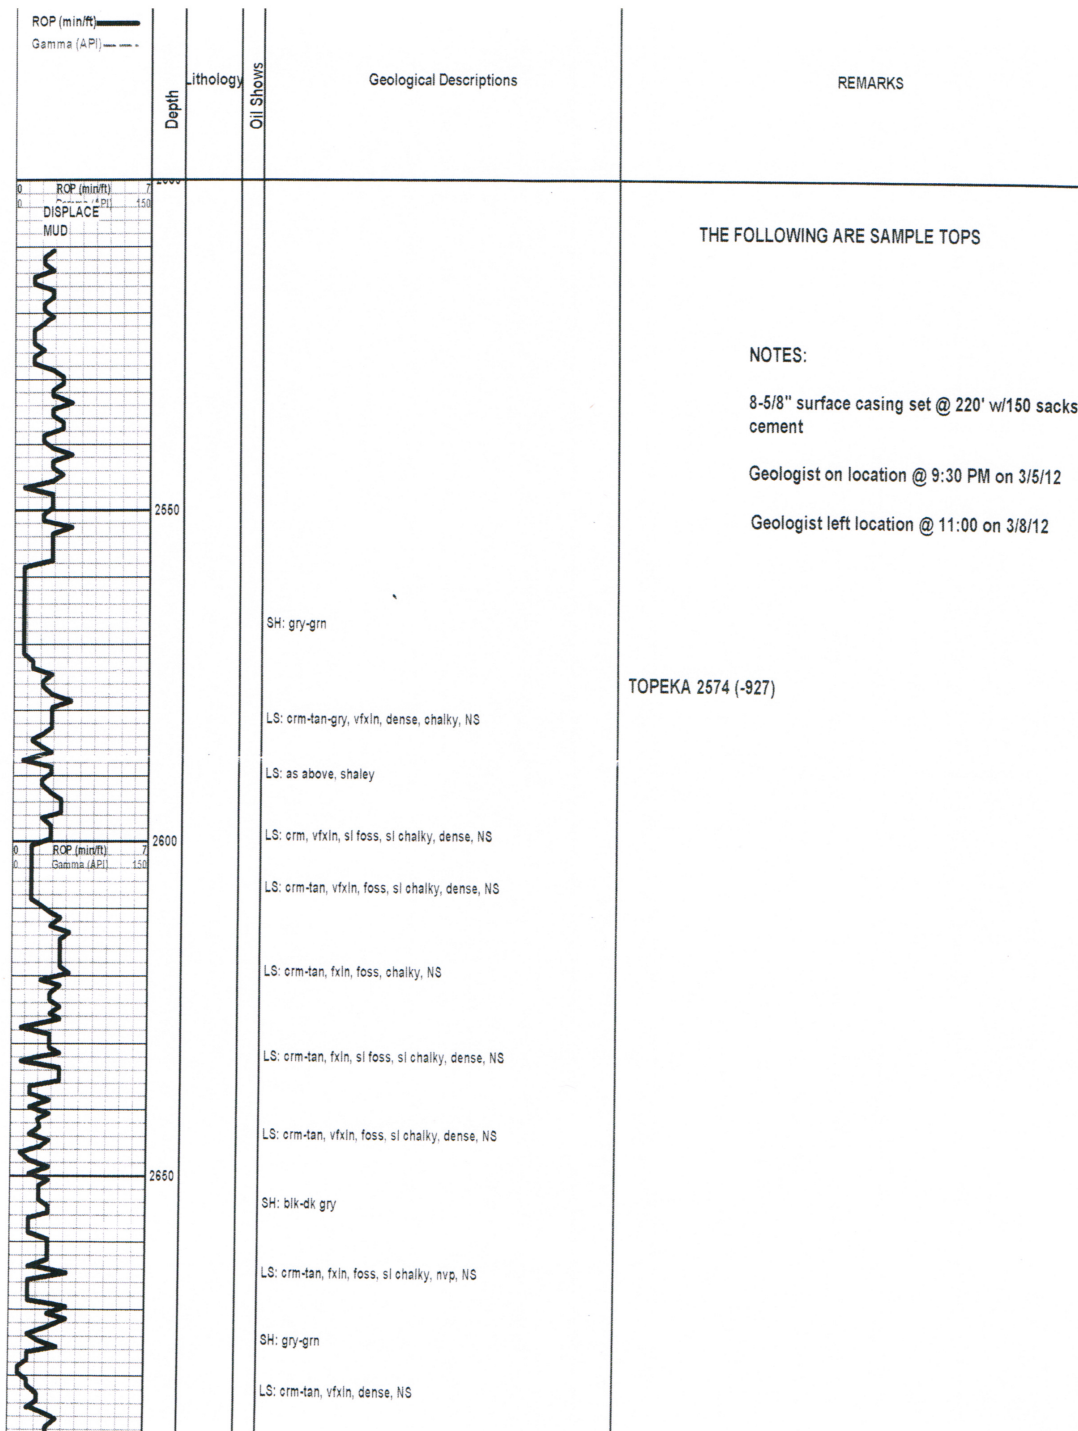 ROP (min/ft)
Gamma (API)
Depth
Lithology
Oil Shows
Geological Descriptions
REMARKS
0 ROP (min/ft) 7
0 150
DISPLACE
MUD
THE FOLLOWING ARE SAMPLE TOPS
NOTES:
8-5/8" surface casing set @ 220' w/150 sacks
cement
Geologist on location @ 9:30 PM on 3/5/12
2550
Geologist left location @ 11:00 on 3/8/12
SH: gry-grn
TOPEKA 2574 (-927)
LS: crm-tan-gry, vfxln, dense, chalky, NS
LS: as above, shaley
LS: crm, vfxln, sl foss, sl chalky, dense, NS
2600
0 ROP (min/ft) 7
0 Gamma (API) 150
LS: crm-tan, vfxln, foss, sl chalky, dense, NS
LS: crm-tan, fxln, foss, chalky, NS
LS: crm-tan, fxln, sl foss, sl chalky, dense, NS
LS: crm-tan, vfxln, foss, sl chalky, dense, NS
2650
SH: blk-dk gry
LS: crm-tan, fxln, foss, sl chalky, nvp, NS
SH: gry-grn
LS: crm-tan, vfxln, dense, NS